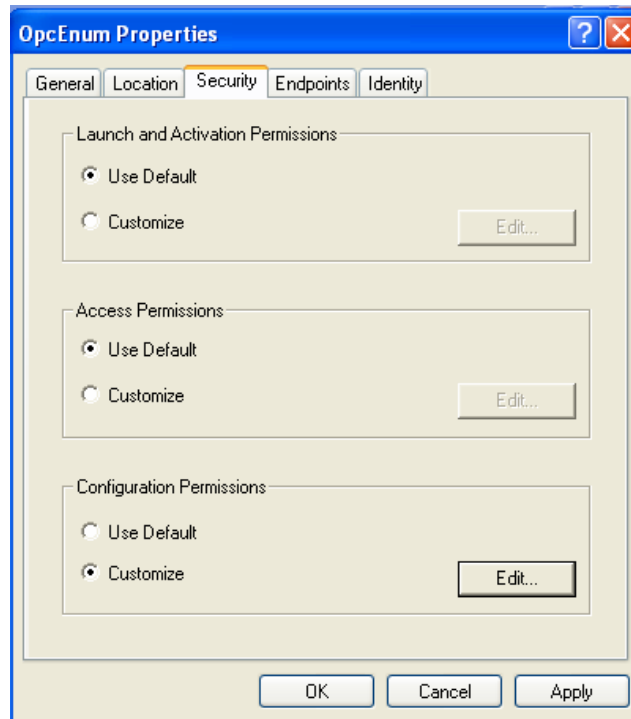 OpcEnum Properties
General Location Security Endpoints Identity
Launch and Activation Permissions
Use Default
Customize
Edit...
Access Permissions
Use Default
Customize
Edit...
Configuration Permissions
Use Default
Customize
Edit...
OK Cancel Apply